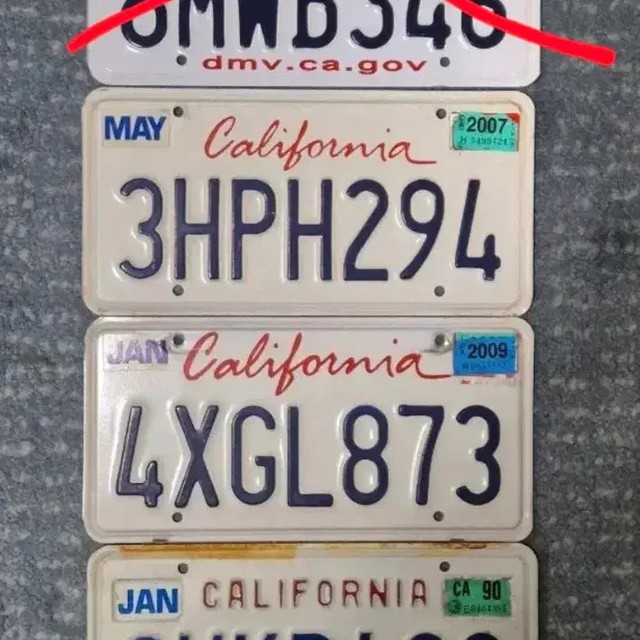 dmv.ca.gov
MAY California 2007
3HPH294
JAN California 2009
4XGL873
JAN CALIFORNIA CA 90